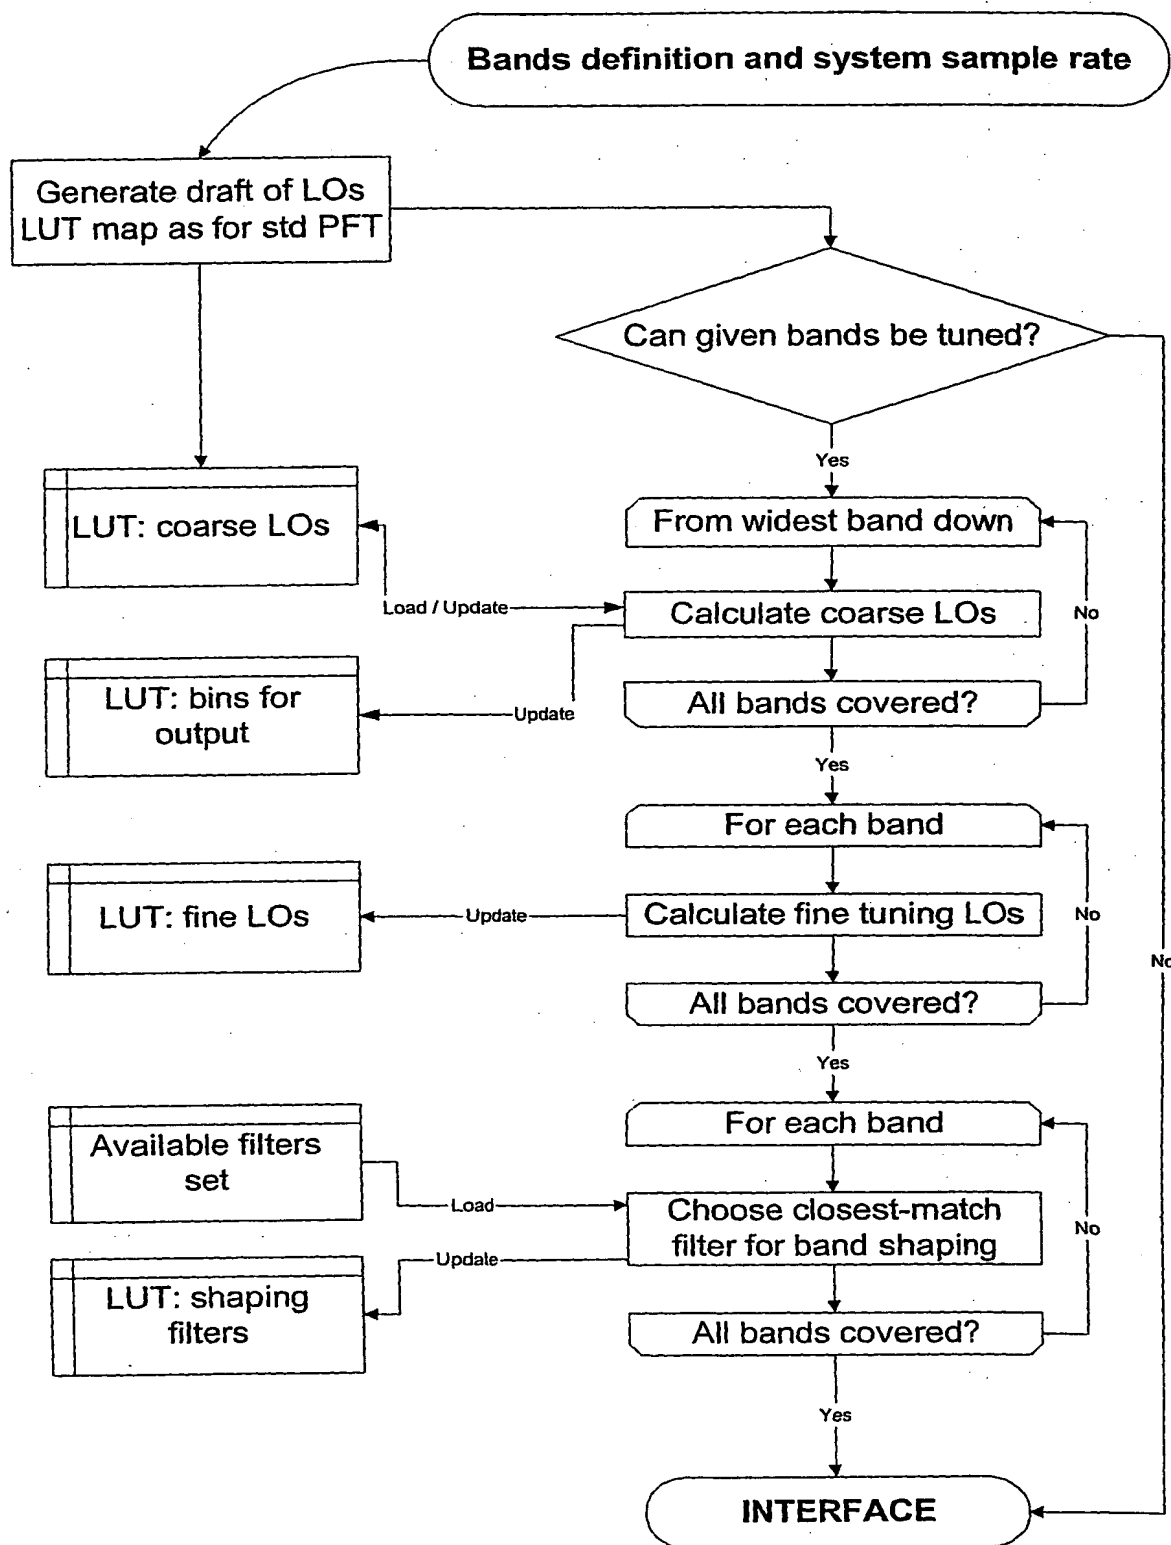 Bands definition and system sample rate
Generate draft of LOs
LUT map as for std PFT
Can given bands be tuned?
Yes
From widest band down
LUT: coarse LOs
Load / Update
Calculate coarse LOs
No
LUT: bins for
output
Update
All bands covered?
Yes
For each band
LUT: fine LOs
Update
Calculate fine tuning LOs
No
No
All bands covered?
Yes
For each band
Available filters
set
Load
Choose closest-match
filter for band shaping
No
Update
LUT: shaping
filters
All bands covered?
Yes
INTERFACE